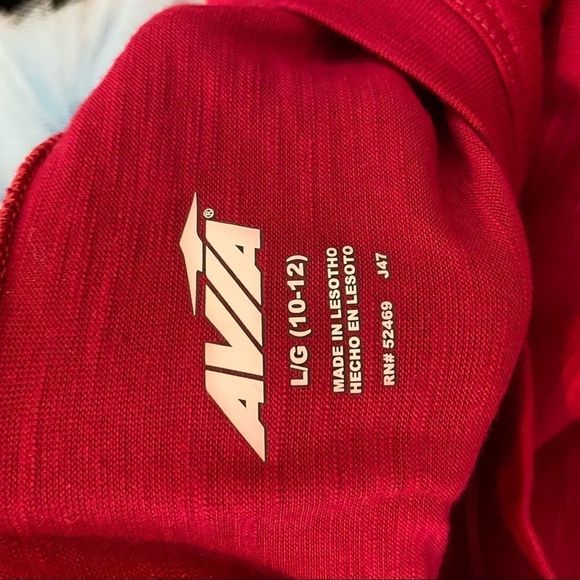 AVIA®
L/G (10-12)
MADE IN LESOTHO
HECHO EN LESOTO
RN# 52469 J47